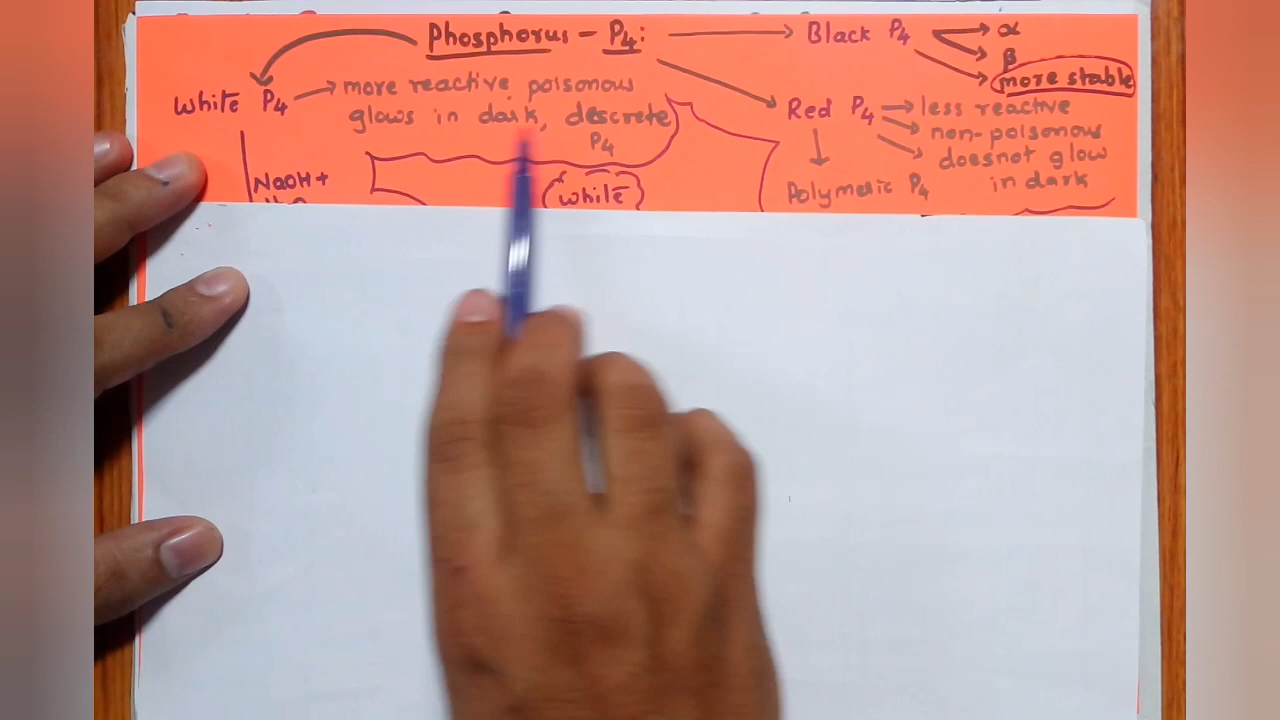 Phosphorus - P4:
Black P4
α
β
more stable
White P4
more reactive poisonous
glows in dark, descrete
P4
Red P4
less reactive
non-poisonous
doesnot glow
in dark
Polymeric P4
NaOH+
white